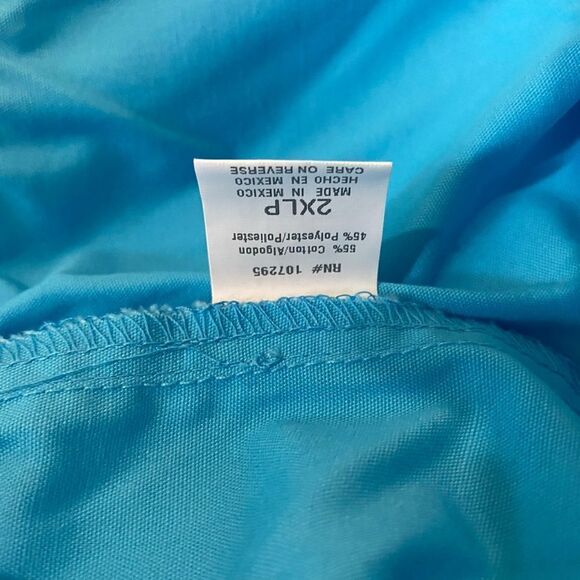 RN# 107295
55% Cotton/Algodon
45% Polyester/Poliester
2XLP
MADE IN MEXICO
HECHO EN MEXICO
CARE ON REVERSE